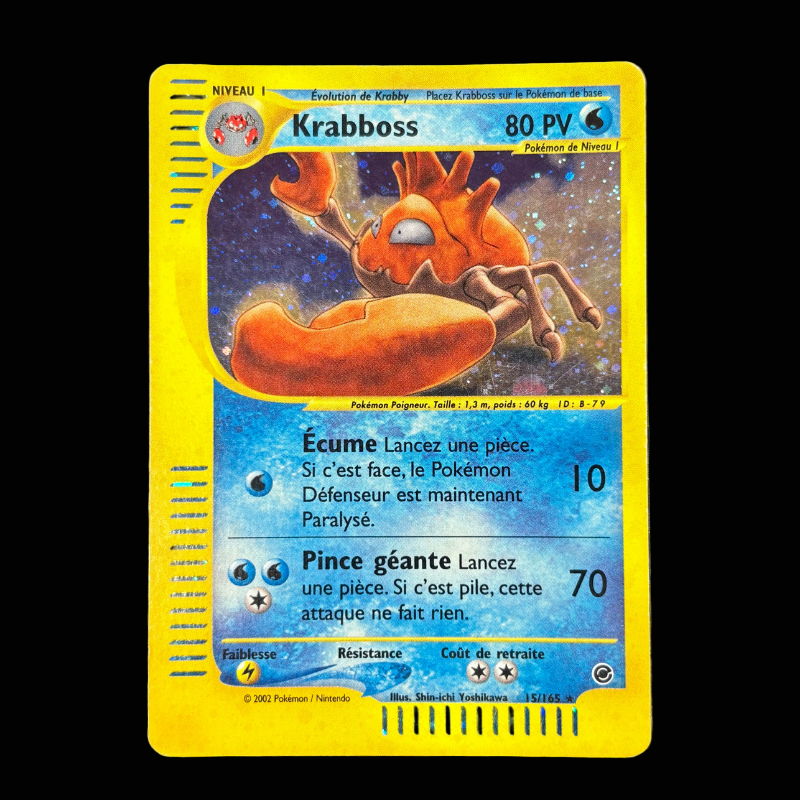 NIVEAU I
Évolution de Krabby Placez Krabboss sur le Pokémon de base
Krabboss 80 PV
Pokémon de Niveau I
Pokémon Poigneur. Taille : 1,3 m, poids : 60 kg ID: B-79
Écume Lancez une pièce.
Si c'est face, le Pokémon
Défenseur est maintenant
Paralysé.
10
Pince géante Lancez
une pièce. Si c'est pile, cette
attaque ne fait rien.
70
Faiblesse Résistance Coût de retraite
© 2002 Pokémon / Nintendo Illus. Shin-ichi Yoshikawa 15/165 ★